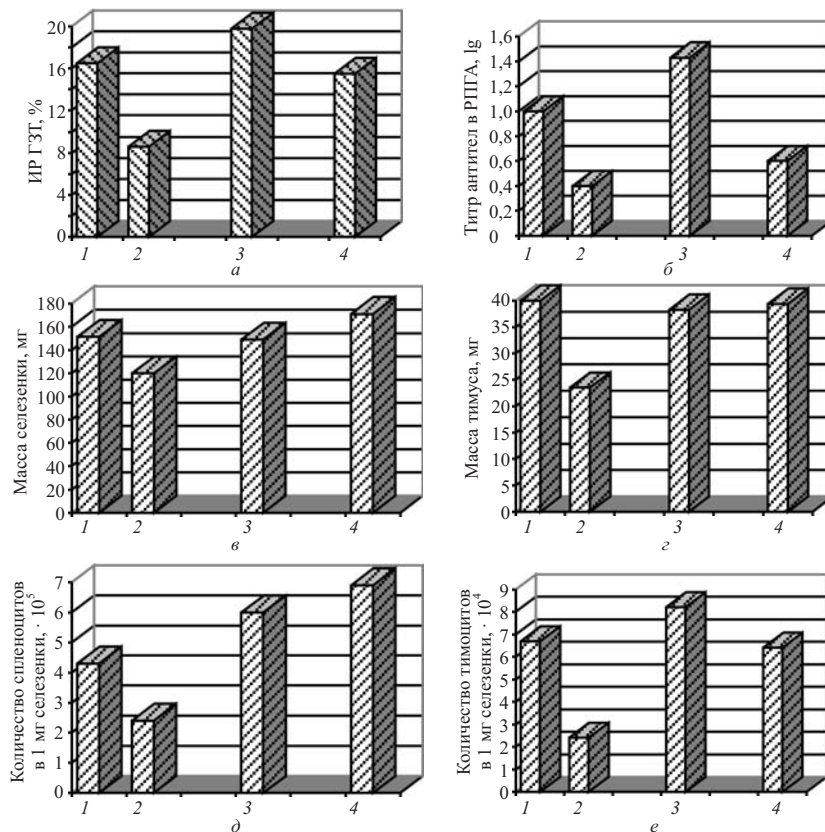 ИР ГЗТ, %
20
16
12
8
4
0
1 2 3 4
а
Титр антител в РПГА, lg
1,6
1,4
1,2
1,0
0,8
0,6
0,4
0,2
0
1 2 3 4
б
Масса селезенки, мг
180
160
140
120
100
80
60
40
20
0
1 2 3 4
в
Масса тимуса, мг
40
35
30
25
20
15
10
5
0
1 2 3 4
г
Количество спленоцитов
в 1 мг селезенки, · 10⁵
7
6
5
4
3
2
1
0
1 2 3 4
д
Количество тимоцитов
в 1 мг селезенки, · 10⁴
9
8
7
6
5
4
3
2
1
0
1 2 3 4
е